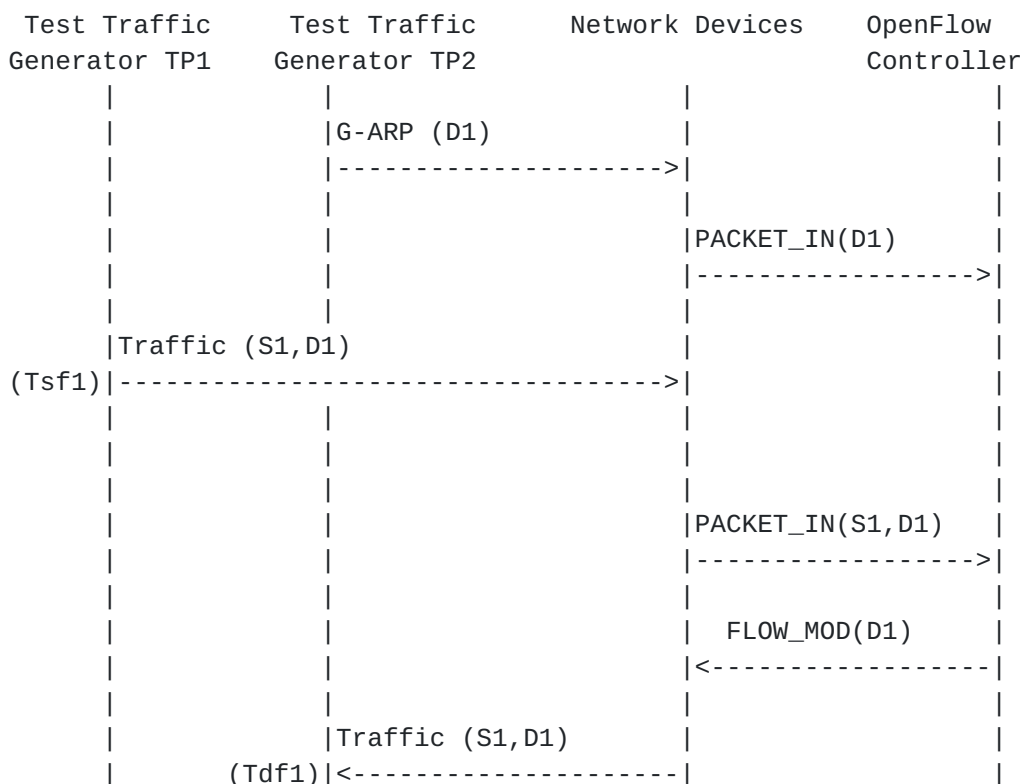 Test Traffic Test Traffic Network Devices OpenFlow
Generator TP1 Generator TP2 Controller
G-ARP (D1)
PACKET_IN(D1)
Traffic (S1,D1)
(Tsf1)
PACKET_IN(S1,D1)
FLOW_MOD(D1)
Traffic (S1,D1)
(Tdf1)